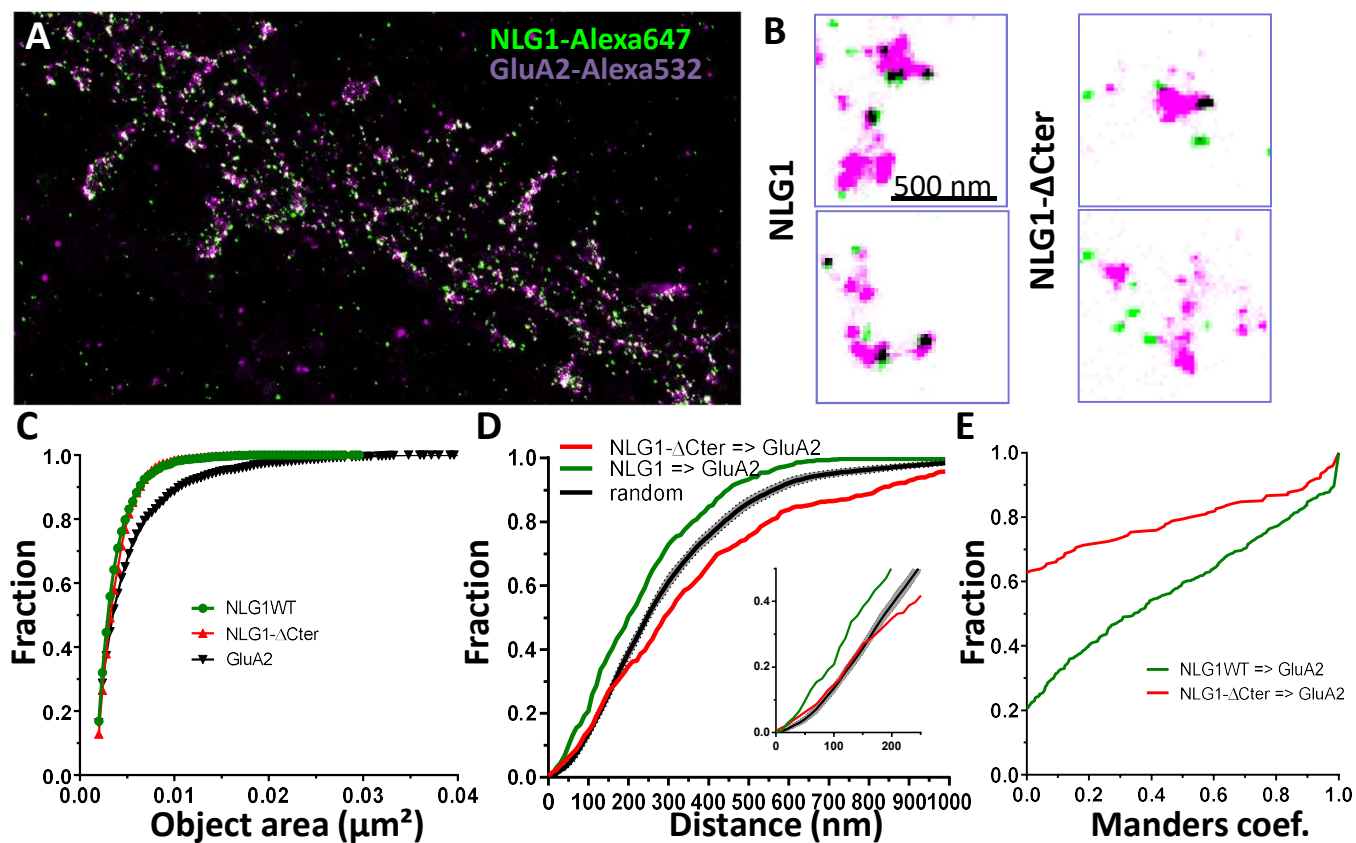 A
NLG1-Alexa647
GluA2-Alexa532
B
NLG1
500 nm
NLG1-ΔCter
C
1.0
0.8
0.6
0.4
0.2
0.0
0.00 0.01 0.02 0.03 0.04
Fraction
Object area (µm²)
NLG1WT
NLG1-ΔCter
GluA2
D
NLG1-ΔCter => GluA2
NLG1 => GluA2
random
1.0
0.8
0.6
0.4
0.2
0.0
0 100 200 300 400 500 600 700 800 900 1000
Fraction
Distance (nm)
0.4
0.2
0.0
0 100 200
E
1.0
0.8
0.6
0.4
0.2
0.0
0.0 0.2 0.4 0.6 0.8 1.0
Fraction
Manders coef.
NLG1WT => GluA2
NLG1-ΔCter => GluA2